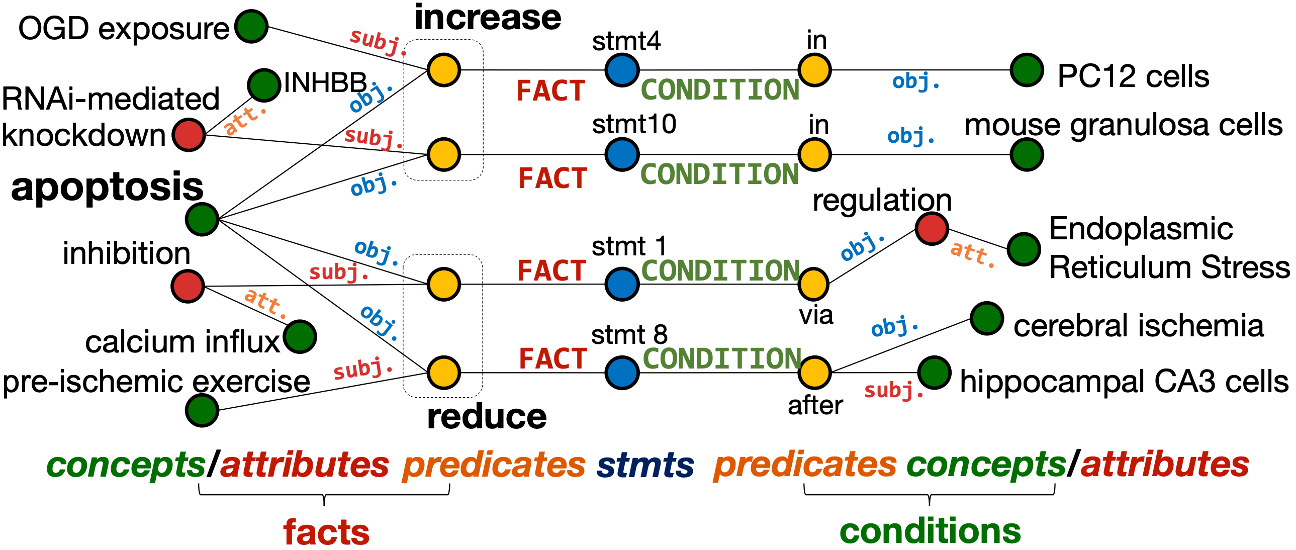 increase
OGD exposure
subj.
stmt4
in
INHBB
obj.
FACT
CONDITION
obj.
PC12 cells
RNAi-mediated
knockdown
att.
subj.
stmt10
in
obj.
mouse granulosa cells
apoptosis
obj.
FACT
CONDITION
regulation
inhibition
obj.
subj.
stmt 1
FACT
CONDITION
obj.
att.
Endoplasmic
Reticulum Stress
via
att.
obj.
calcium influx
stmt 8
obj.
cerebral ischemia
pre-ischemic exercise
subj.
FACT
CONDITION
after
subj.
hippocampal CA3 cells
reduce
concepts/attributes predicates stmts predicates concepts/attributes
facts
conditions